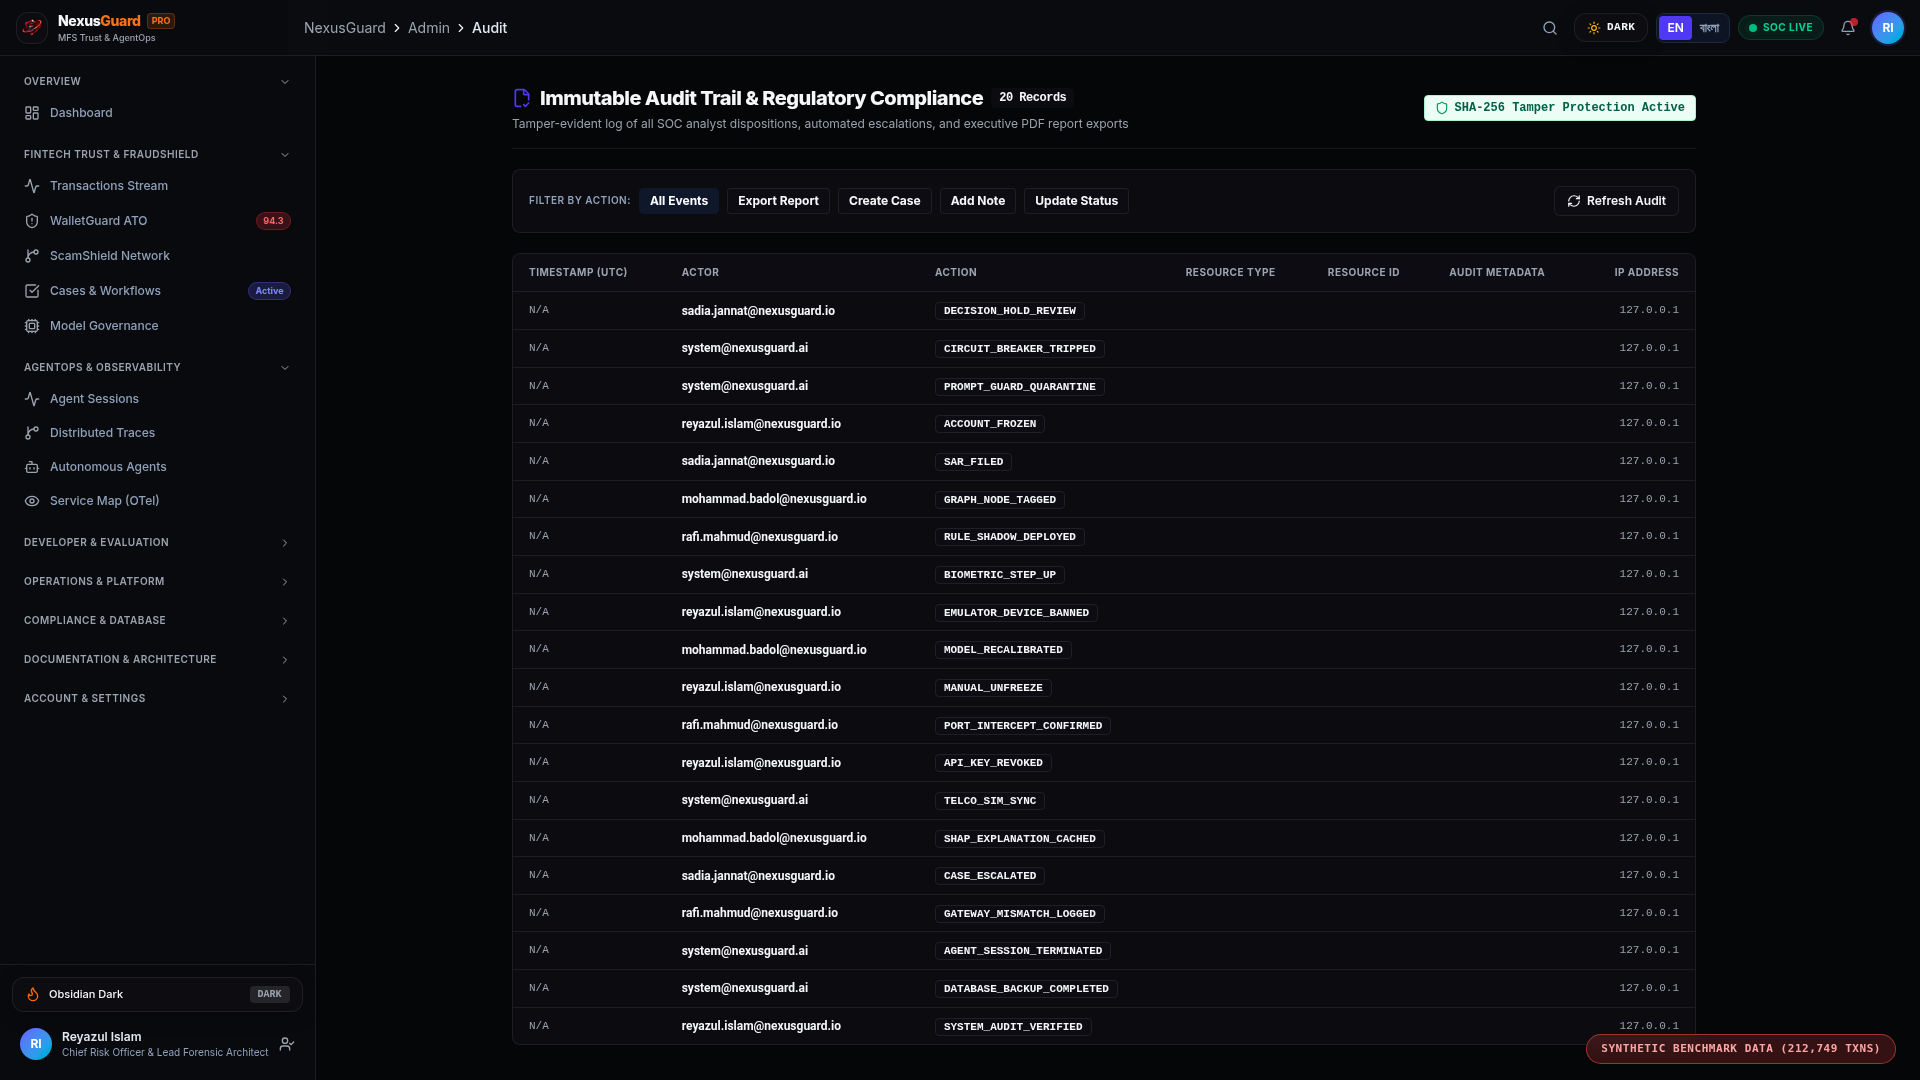 NexusGuard PRO
MFS Trust & AgentOps
NexusGuard > Admin > Audit
DARK
EN বাংলা
SOC LIVE
RI
OVERVIEW
Dashboard
FINTECH TRUST & FRAUDSHIELD
Transactions Stream
WalletGuard ATO 94.3
ScamShield Network
Cases & Workflows Active
Model Governance
AGENTOPS & OBSERVABILITY
Agent Sessions
Distributed Traces
Autonomous Agents
Service Map (OTel)
DEVELOPER & EVALUATION
OPERATIONS & PLATFORM
COMPLIANCE & DATABASE
DOCUMENTATION & ARCHITECTURE
ACCOUNT & SETTINGS
Obsidian Dark DARK
RI
Reyazul Islam
Chief Risk Officer & Lead Forensic Architect
Immutable Audit Trail & Regulatory Compliance 20 Records
Tamper-evident log of all SOC analyst dispositions, automated escalations, and executive PDF report exports
SHA-256 Tamper Protection Active
FILTER BY ACTION: All Events Export Report Create Case Add Note Update Status Refresh Audit
TIMESTAMP (UTC) ACTOR ACTION RESOURCE TYPE RESOURCE ID AUDIT METADATA IP ADDRESS
N/A sadia.jannat@nexusguard.io DECISION_HOLD_REVIEW 127.0.0.1
N/A system@nexusguard.ai CIRCUIT_BREAKER_TRIPPED 127.0.0.1
N/A system@nexusguard.ai PROMPT_GUARD_QUARANTINE 127.0.0.1
N/A reyazul.islam@nexusguard.io ACCOUNT_FROZEN 127.0.0.1
N/A sadia.jannat@nexusguard.io SAR_FILED 127.0.0.1
N/A mohammad.badol@nexusguard.io GRAPH_NODE_TAGGED 127.0.0.1
N/A rafi.mahmud@nexusguard.io RULE_SHADOW_DEPLOYED 127.0.0.1
N/A system@nexusguard.ai BIOMETRIC_STEP_UP 127.0.0.1
N/A reyazul.islam@nexusguard.io EMULATOR_DEVICE_BANNED 127.0.0.1
N/A mohammad.badol@nexusguard.io MODEL_RECALIBRATED 127.0.0.1
N/A reyazul.islam@nexusguard.io MANUAL_UNFREEZE 127.0.0.1
N/A rafi.mahmud@nexusguard.io PORT_INTERCEPT_CONFIRMED 127.0.0.1
N/A reyazul.islam@nexusguard.io API_KEY_REVOKED 127.0.0.1
N/A system@nexusguard.ai TELCO_SIM_SYNC 127.0.0.1
N/A mohammad.badol@nexusguard.io SHAP_EXPLANATION_CACHED 127.0.0.1
N/A sadia.jannat@nexusguard.io CASE_ESCALATED 127.0.0.1
N/A rafi.mahmud@nexusguard.io GATEWAY_MISMATCH_LOGGED 127.0.0.1
N/A system@nexusguard.ai AGENT_SESSION_TERMINATED 127.0.0.1
N/A system@nexusguard.ai DATABASE_BACKUP_COMPLETED 127.0.0.1
N/A reyazul.islam@nexusguard.io SYSTEM_AUDIT_VERIFIED 127.0.0.1
SYNTHETIC BENCHMARK DATA (212,749 TXNS)